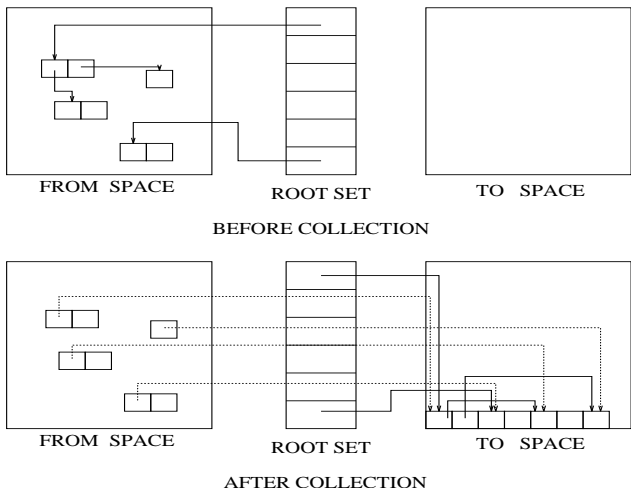 FROM SPACE
ROOT SET
TO SPACE
BEFORE COLLECTION
FROM SPACE
ROOT SET
TO SPACE
AFTER COLLECTION